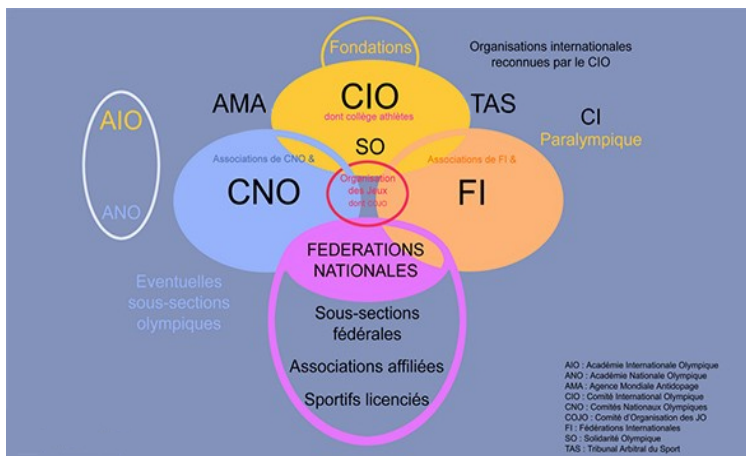 Fondations
Organisations internationales
reconnues par le CIO
AMA
CIO
dont collège athlètes
TAS
CI
Paralympique
AIO
SO
Associations de CNO &
Associations de FI &
CNO
Organisation
des Jeux
dont COJO
FI
ANO
FEDERATIONS
NATIONALES
Eventuelles
sous-sections
olympiques
Sous-sections
fédérales
Associations affiliées
Sportifs licenciés
AIO : Académie Internationale Olympique
ANO : Académie Nationale Olympique
AMA : Agence Mondiale Antidopage
CIO : Comité International Olympique
CNO : Comités Nationaux Olympiques
COJO : Comité d'Organisation des JO
FI : Fédérations Internationales
SO : Solidarité Olympique
TAS : Tribunal Arbitral du Sport